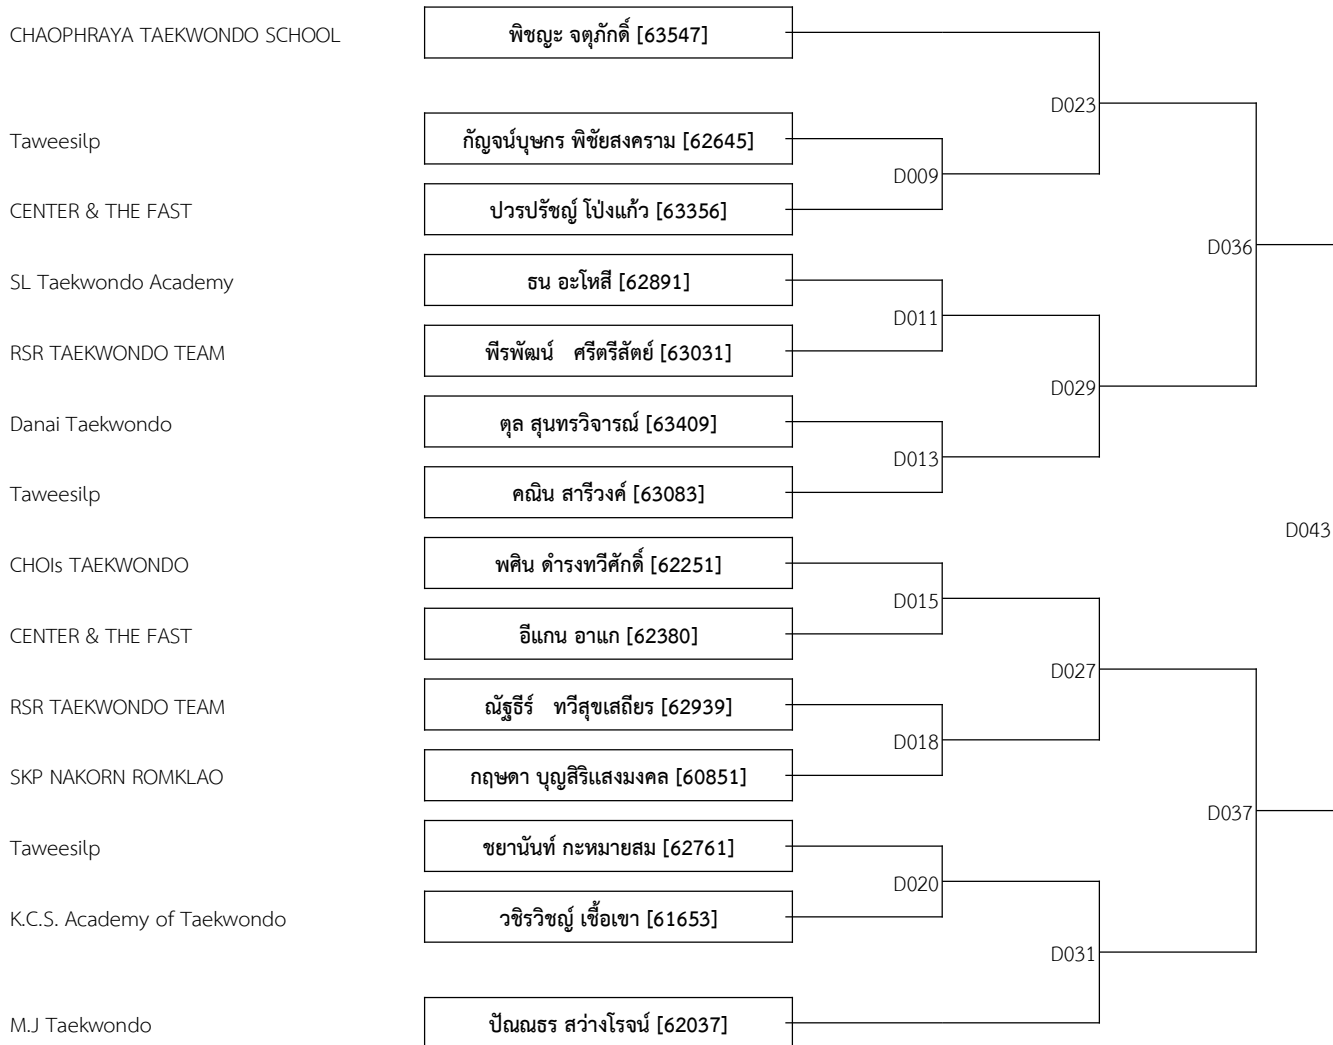 CHAOPHRAYA TAEKWONDO SCHOOL พิชญะ จตุภักดิ์ [63547]
D023
Taweesilp กัญจน์บุษกร พิชัยสงคราม [62645]
D009
CENTER & THE FAST ปวรปรัชญ์ โป่งแก้ว [63356]
D036
SL Taekwondo Academy ธน อะโหสี [62891]
D011
RSR TAEKWONDO TEAM พีรพัฒน์ ศรีตรีสัตย์ [63031]
D029
Danai Taekwondo ตุล สุนทรวิจารณ์ [63409]
D013
Taweesilp คณิน สารีวงค์ [63083]
D043
CHOIs TAEKWONDO พศิน ดำรงทวีศักดิ์ [62251]
D015
CENTER & THE FAST อีแกน อาแก [62380]
D027
RSR TAEKWONDO TEAM ณัฐธีร์ ทวีสุขเสถียร [62939]
D018
SKP NAKORN ROMKLAO กฤษดา บุญสิริแสงมงคล [60851]
D037
Taweesilp ชยานันท์ กะหมายสม [62761]
D020
K.C.S. Academy of Taekwondo วชิรวิชญ์ เชื้อเขา [61653]
D031
M.J Taekwondo ปัณณธร สว่างโรจน์ [62037]